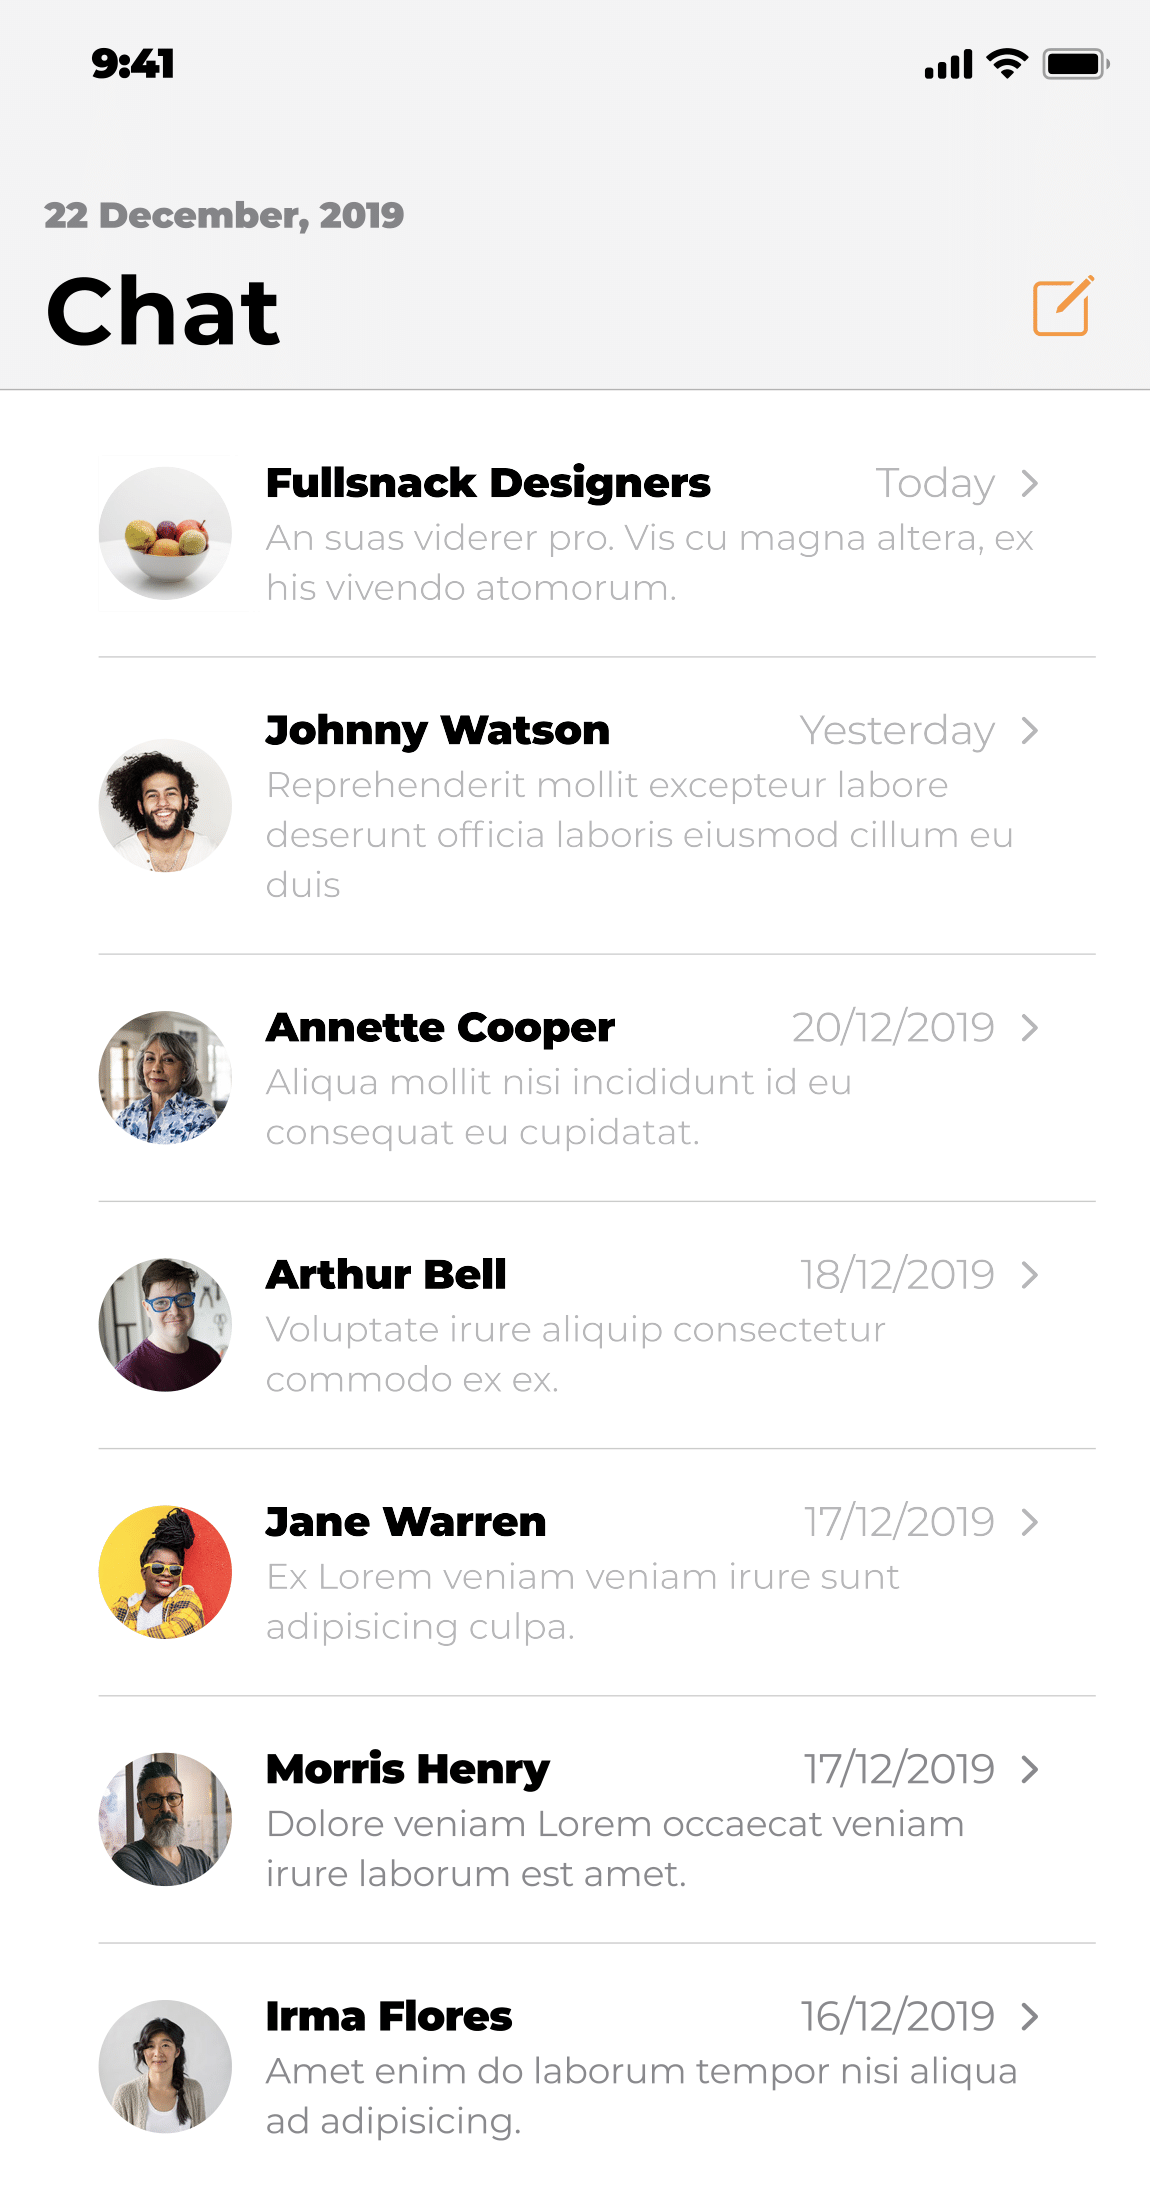 9:41
22 December, 2019
Chat
Fullsnack Designers Today
An suas viderer pro. Vis cu magna altera, ex
his vivendo atomorum.
Johnny Watson Yesterday
Reprehenderit mollit excepteur labore
deserunt officia laboris eiusmod cillum eu
duis
Annette Cooper 20/12/2019
Aliqua mollit nisi incididunt id eu
consequat eu cupidatat.
Arthur Bell 18/12/2019
Voluptate irure aliquip consectetur
commodo ex ex.
Jane Warren 17/12/2019
Ex Lorem veniam veniam irure sunt
adipisicing culpa.
Morris Henry 17/12/2019
Dolore veniam Lorem occaecat veniam
irure laborum est amet.
Irma Flores 16/12/2019
Amet enim do laborum tempor nisi aliqua
ad adipisicing.